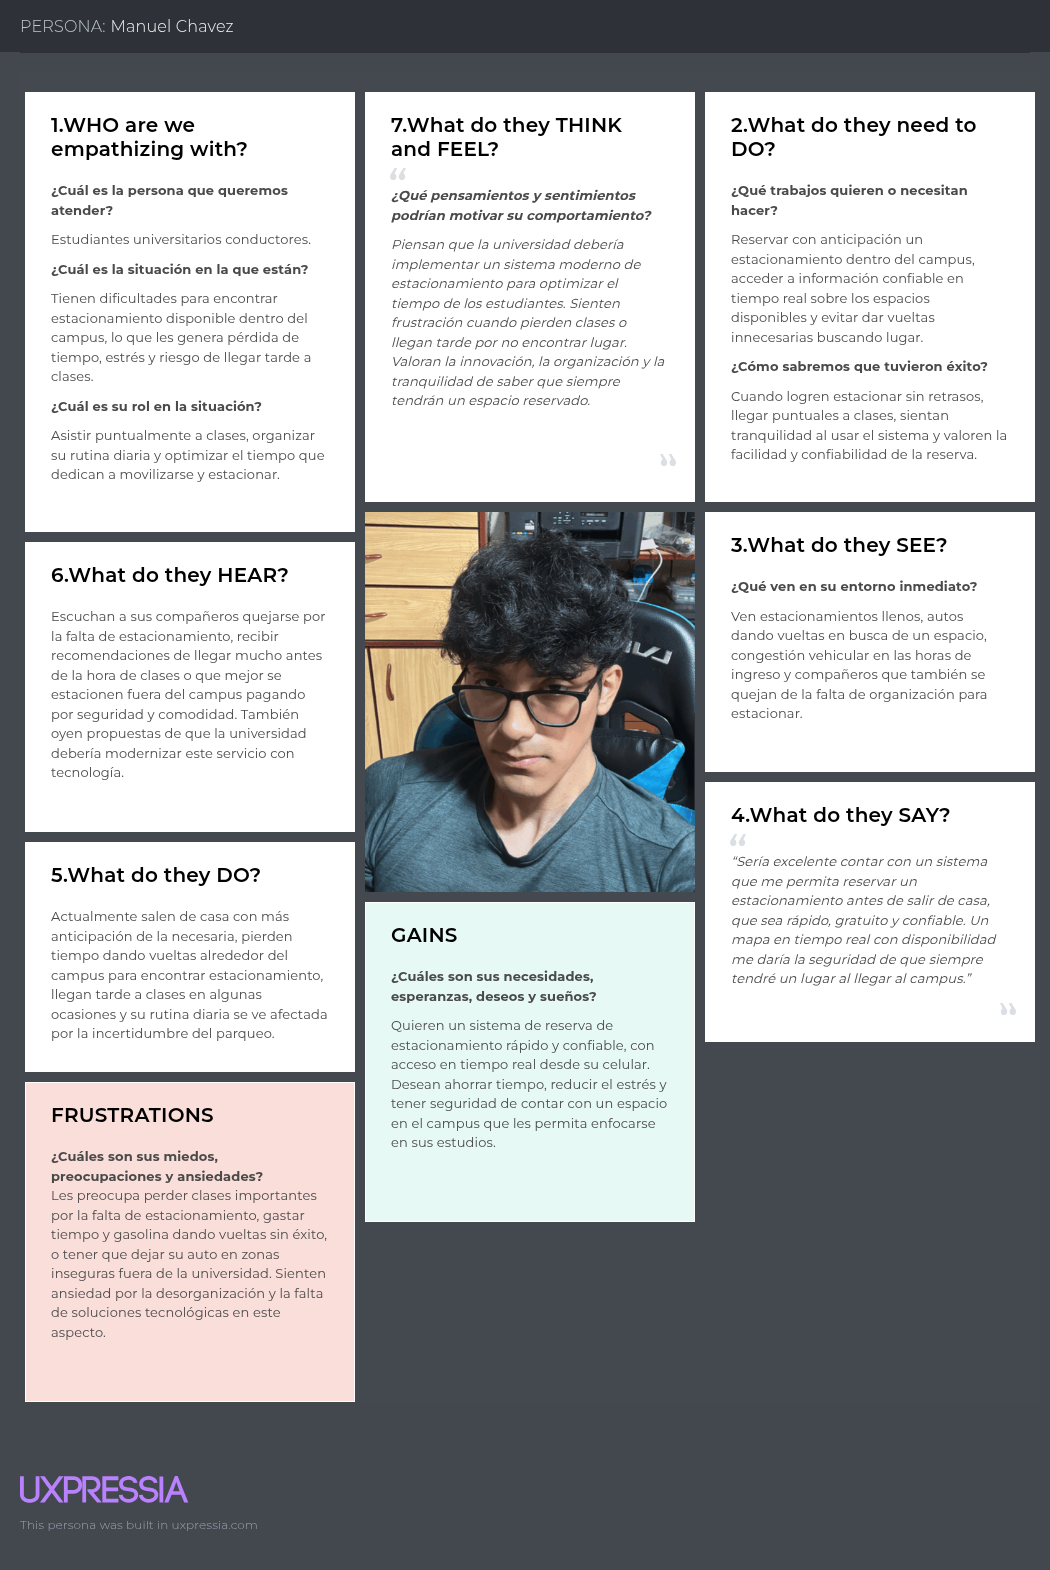 PERSONA: Manuel Chavez
1.WHO are we
empathizing with?
¿Cuál es la persona que queremos
atender?
Estudiantes universitarios conductores.
¿Cuál es la situación en la que están?
Tienen dificultades para encontrar
estacionamiento disponible dentro del
campus, lo que les genera pérdida de
tiempo, estrés y riesgo de llegar tarde a
clases.
¿Cuál es su rol en la situación?
Asistir puntualmente a clases, organizar
su rutina diaria y optimizar el tiempo que
dedican a movilizarse y estacionar.
6.What do they HEAR?
Escuchan a sus compañeros quejarse por
la falta de estacionamiento, recibir
recomendaciones de llegar mucho antes
de la hora de clases o que mejor se
estacionen fuera del campus pagando
por seguridad y comodidad. También
oyen propuestas de que la universidad
debería modernizar este servicio con
tecnología.
5.What do they DO?
Actualmente salen de casa con más
anticipación de la necesaria, pierden
tiempo dando vueltas alrededor del
campus para encontrar estacionamiento,
llegan tarde a clases en algunas
ocasiones y su rutina diaria se ve afectada
por la incertidumbre del parqueo.
FRUSTRATIONS
¿Cuáles son sus miedos,
preocupaciones y ansiedades?
Les preocupa perder clases importantes
por la falta de estacionamiento, gastar
tiempo y gasolina dando vueltas sin éxito,
o tener que dejar su auto en zonas
inseguras fuera de la universidad. Sienten
ansiedad por la desorganización y la falta
de soluciones tecnológicas en este
aspecto.
7.What do they THINK
and FEEL?
“
¿Qué pensamientos y sentimientos
podrían motivar su comportamiento?
Piensan que la universidad debería
implementar un sistema moderno de
estacionamiento para optimizar el
tiempo de los estudiantes. Sienten
frustración cuando pierden clases o
llegan tarde por no encontrar lugar.
Valoran la innovación, la organización y la
tranquilidad de saber que siempre
tendrán un espacio reservado.
”
GAINS
¿Cuáles son sus necesidades,
esperanzas, deseos y sueños?
Quieren un sistema de reserva de
estacionamiento rápido y confiable, con
acceso en tiempo real desde su celular.
Desean ahorrar tiempo, reducir el estrés y
tener seguridad de contar con un espacio
en el campus que les permita enfocarse
en sus estudios.
2.What do they need to
DO?
¿Qué trabajos quieren o necesitan
hacer?
Reservar con anticipación un
estacionamiento dentro del campus,
acceder a información confiable en
tiempo real sobre los espacios
disponibles y evitar dar vueltas
innecesarias buscando lugar.
¿Cómo sabremos que tuvieron éxito?
Cuando logren estacionar sin retrasos,
llegar puntuales a clases, sientan
tranquilidad al usar el sistema y valoren la
facilidad y confiabilidad de la reserva.
3.What do they SEE?
¿Qué ven en su entorno inmediato?
Ven estacionamientos llenos, autos
dando vueltas en busca de un espacio,
congestión vehicular en las horas de
ingreso y compañeros que también se
quejan de la falta de organización para
estacionar.
4.What do they SAY?
“
“Sería excelente contar con un sistema
que me permita reservar un
estacionamiento antes de salir de casa,
que sea rápido, gratuito y confiable. Un
mapa en tiempo real con disponibilidad
me daría la seguridad de que siempre
tendré un lugar al llegar al campus.”
”
UXPRESSIA
This persona was built in uxpressia.com